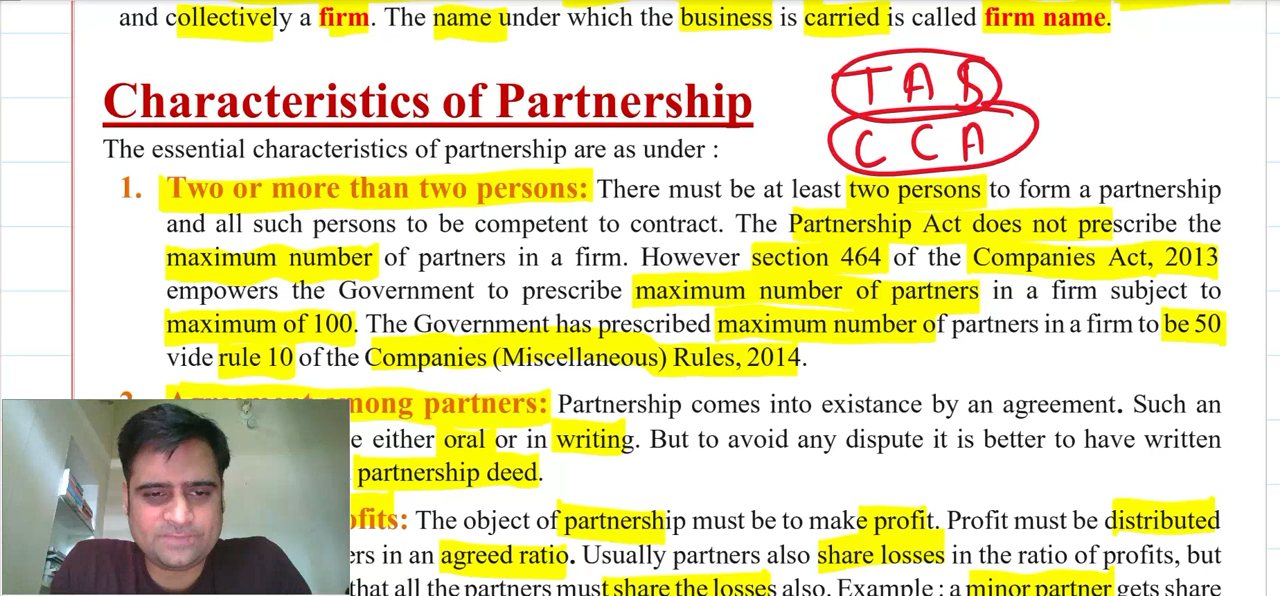 and collectively a firm. The name under which the business is carried is called firm name.
Characteristics of Partnership
T A B
C C A
The essential characteristics of partnership are as under :
1. Two or more than two persons: There must be at least two persons to form a partnership
and all such persons to be competent to contract. The Partnership Act does not prescribe the
maximum number of partners in a firm. However section 464 of the Companies Act, 2013
empowers the Government to prescribe maximum number of partners in a firm subject to
maximum of 100. The Government has prescribed maximum number of partners in a firm to be 50
vide rule 10 of the Companies (Miscellaneous) Rules, 2014.
2. Agreement among partners: Partnership comes into existance by an agreement. Such an
either oral or in writing. But to avoid any dispute it is better to have written
partnership deed.
The object of partnership must be to make profit. Profit must be distributed
in an agreed ratio. Usually partners also share losses in the ratio of profits, but
that all the partners must share the losses also. Example : a minor partner gets share